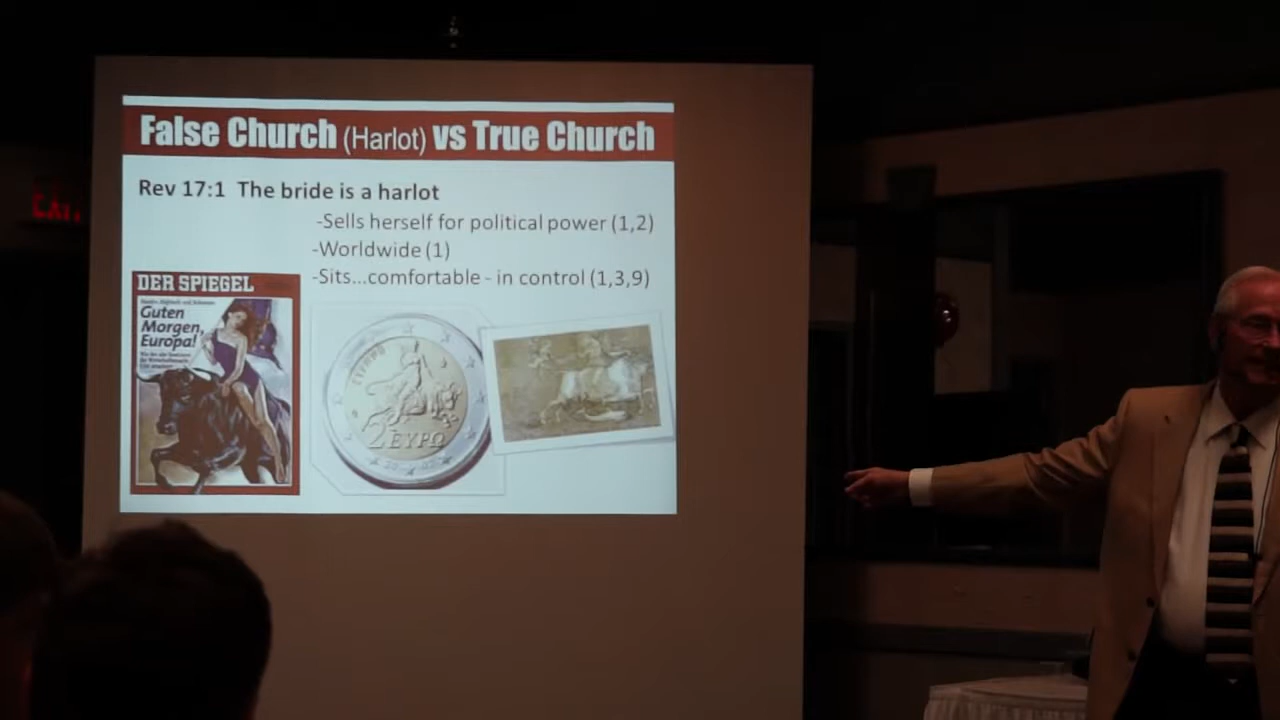 False Church (Harlot) vs True Church
Rev 17:1 The bride is a harlot
-Sells herself for political power (1,2)
-Worldwide (1)
-Sits...comfortable - in control (1,3,9)
DER SPIEGEL
Guten
Morgen,
Europa!
2 ΕΥΡΩ
EXIT